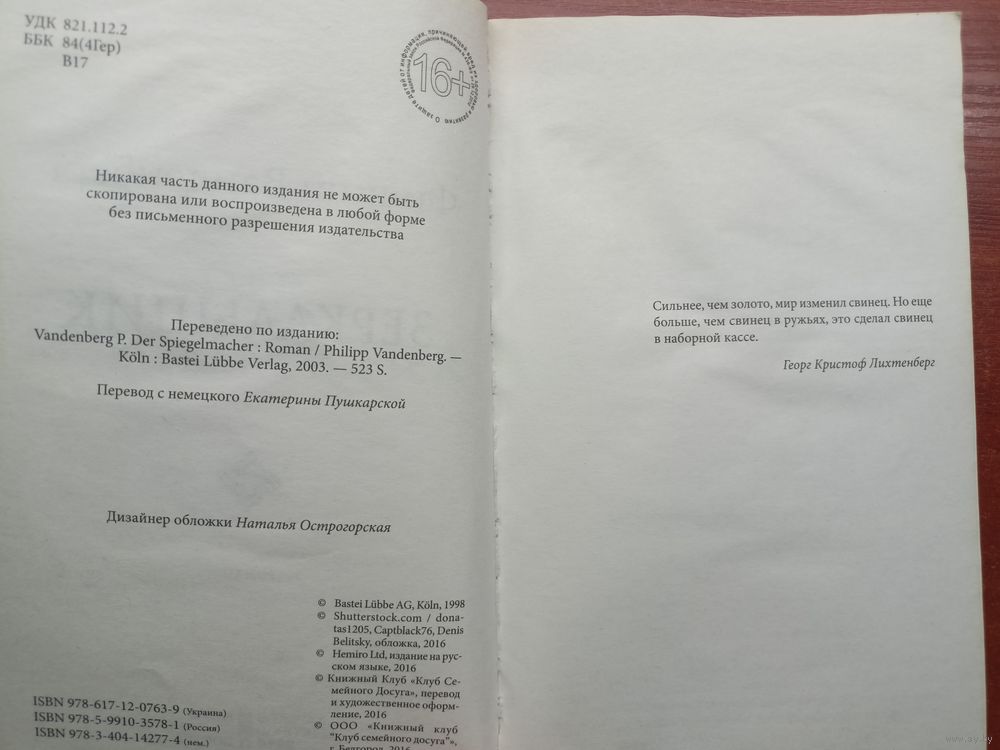 УДК 821.112.2
ББК 84(4Гер)
В17
16+
Никакая часть данного издания не может быть
скопирована или воспроизведена в любой форме
без письменного разрешения издательства
Переведено по изданию:
Vandenberg P. Der Spiegelmacher : Roman / Philipp Vandenberg. —
Köln : Bastei Lübbe Verlag, 2003. — 523 S.
Перевод с немецкого Екатерины Пушкарской
Дизайнер обложки Наталья Острогорская
© Bastei Lübbe AG, Köln, 1998
© Shutterstock.com / dona-
tas1205, Captblack76, Denis
Belitsky, обложка, 2016
© Hemiro Ltd, издание на рус-
ском языке, 2016
© Книжный Клуб «Клуб Се-
мейного Досуга», перевод
и художественное оформ-
ление, 2016
© ООО «Книжный клуб
"Клуб семейного досуга"»,
г. Белгород, 2016
ISBN 978-617-12-0763-9 (Украина)
ISBN 978-5-9910-3578-1 (Россия)
ISBN 978-3-404-14277-4 (нем.)
Сильнее, чем золото, мир изменил свинец. Но еще
больше, чем свинец в ружьях, это сделал свинец
в наборной кассе.
Георг Кристоф Лихтенберг
www.ay.by